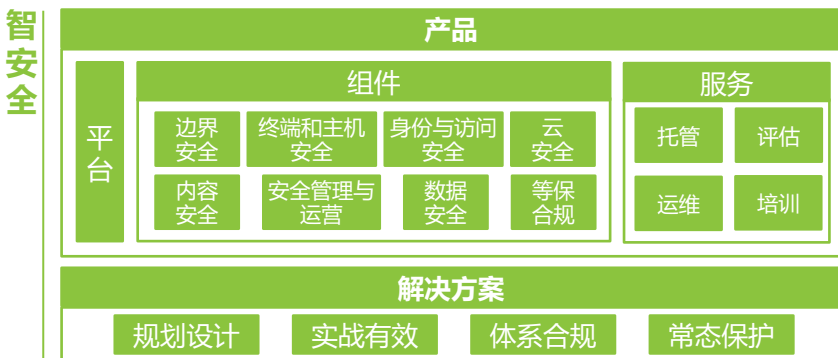 智
安
全
产品
平
台
组件
边界
安全
终端和主机
安全
身份与访问
安全
云
安全
内容
安全
安全管理与
运营
数据
安全
等保
合规
服务
托管
评估
运维
培训
解决方案
规划设计
实战有效
体系合规
常态保护